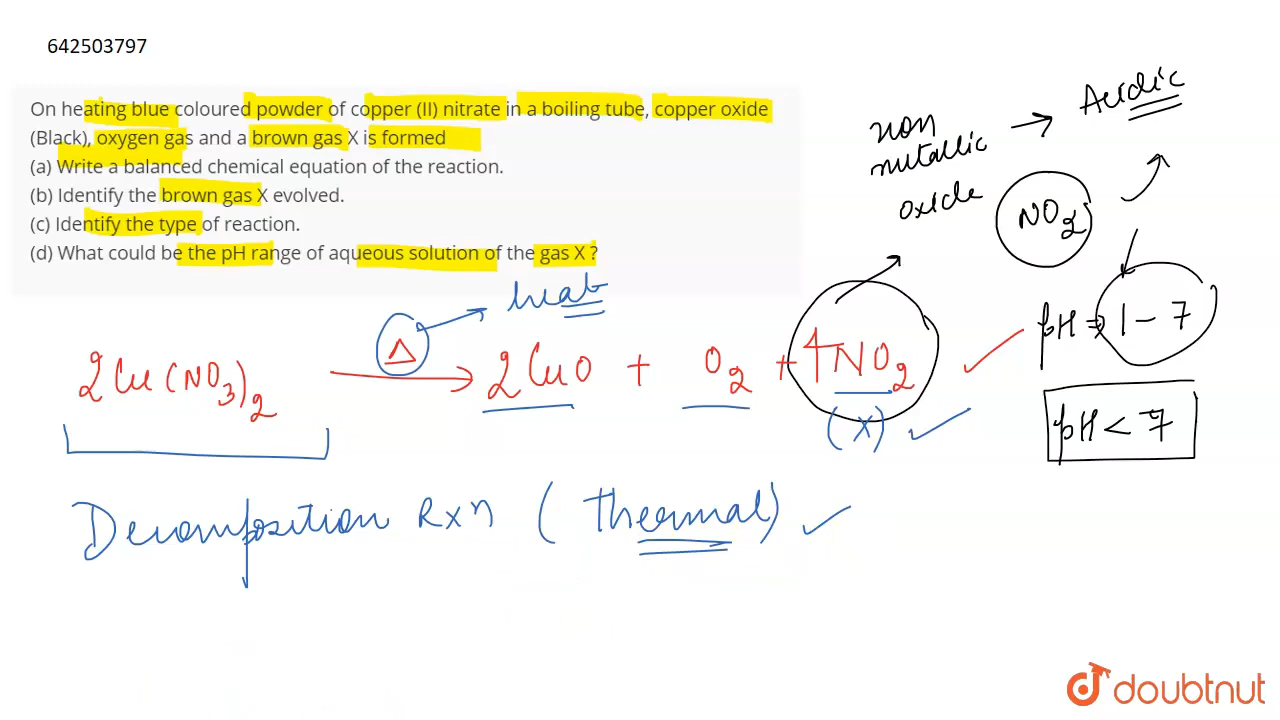 642503797
On heating blue coloured powder of copper (II) nitrate in a boiling tube, copper oxide
(Black), oxygen gas and a brown gas X is formed
(a) Write a balanced chemical equation of the reaction.
(b) Identify the brown gas X evolved.
(c) Identify the type of reaction.
(d) What could be the pH range of aqueous solution of the gas X ?
non metallic oxide → Acidic
NO2
pH ⇒ 1 - 7
pH < 7
heat
2Cu(NO3)2 Δ → 2CuO + O2 + 4NO2
(X)
Decomposition Rxn (Thermal)
doubtnut